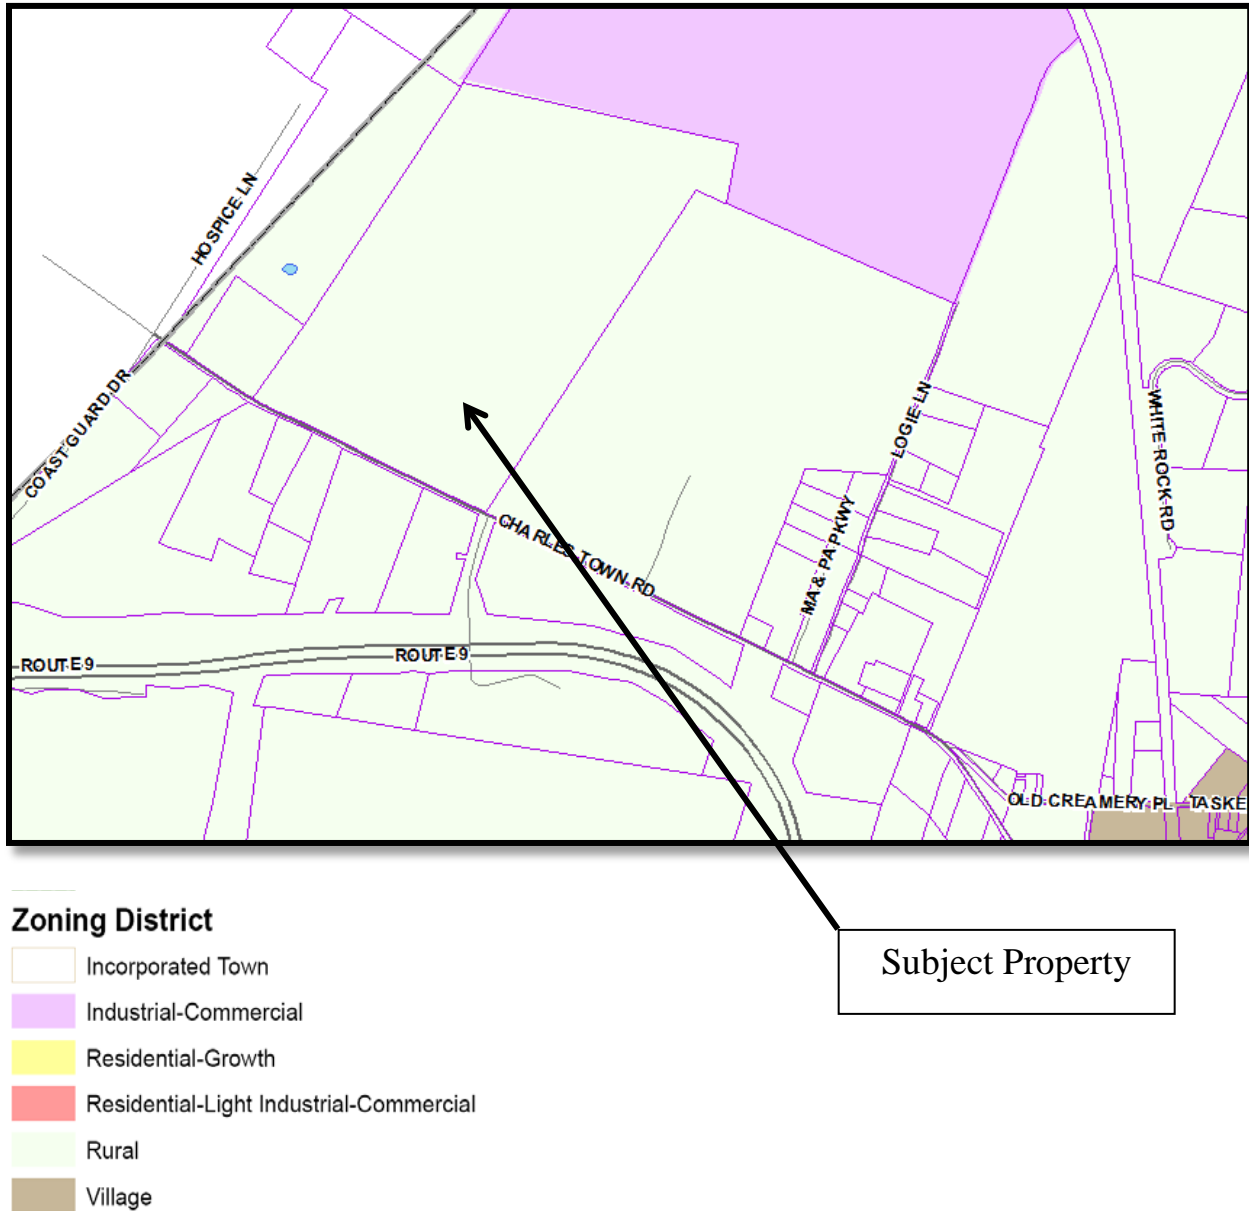 HOSPICE LN
COAST GUARD DR
CHARLES TOWN RD
LOGIE LN
MA & PA PKWY
WHITE ROCK RD
ROUTE 9
ROUTE 9
OLD CREAMERY PL
TASKE
Zoning District
Incorporated Town
Industrial-Commercial
Residential-Growth
Residential-Light Industrial-Commercial
Rural
Village
Subject Property